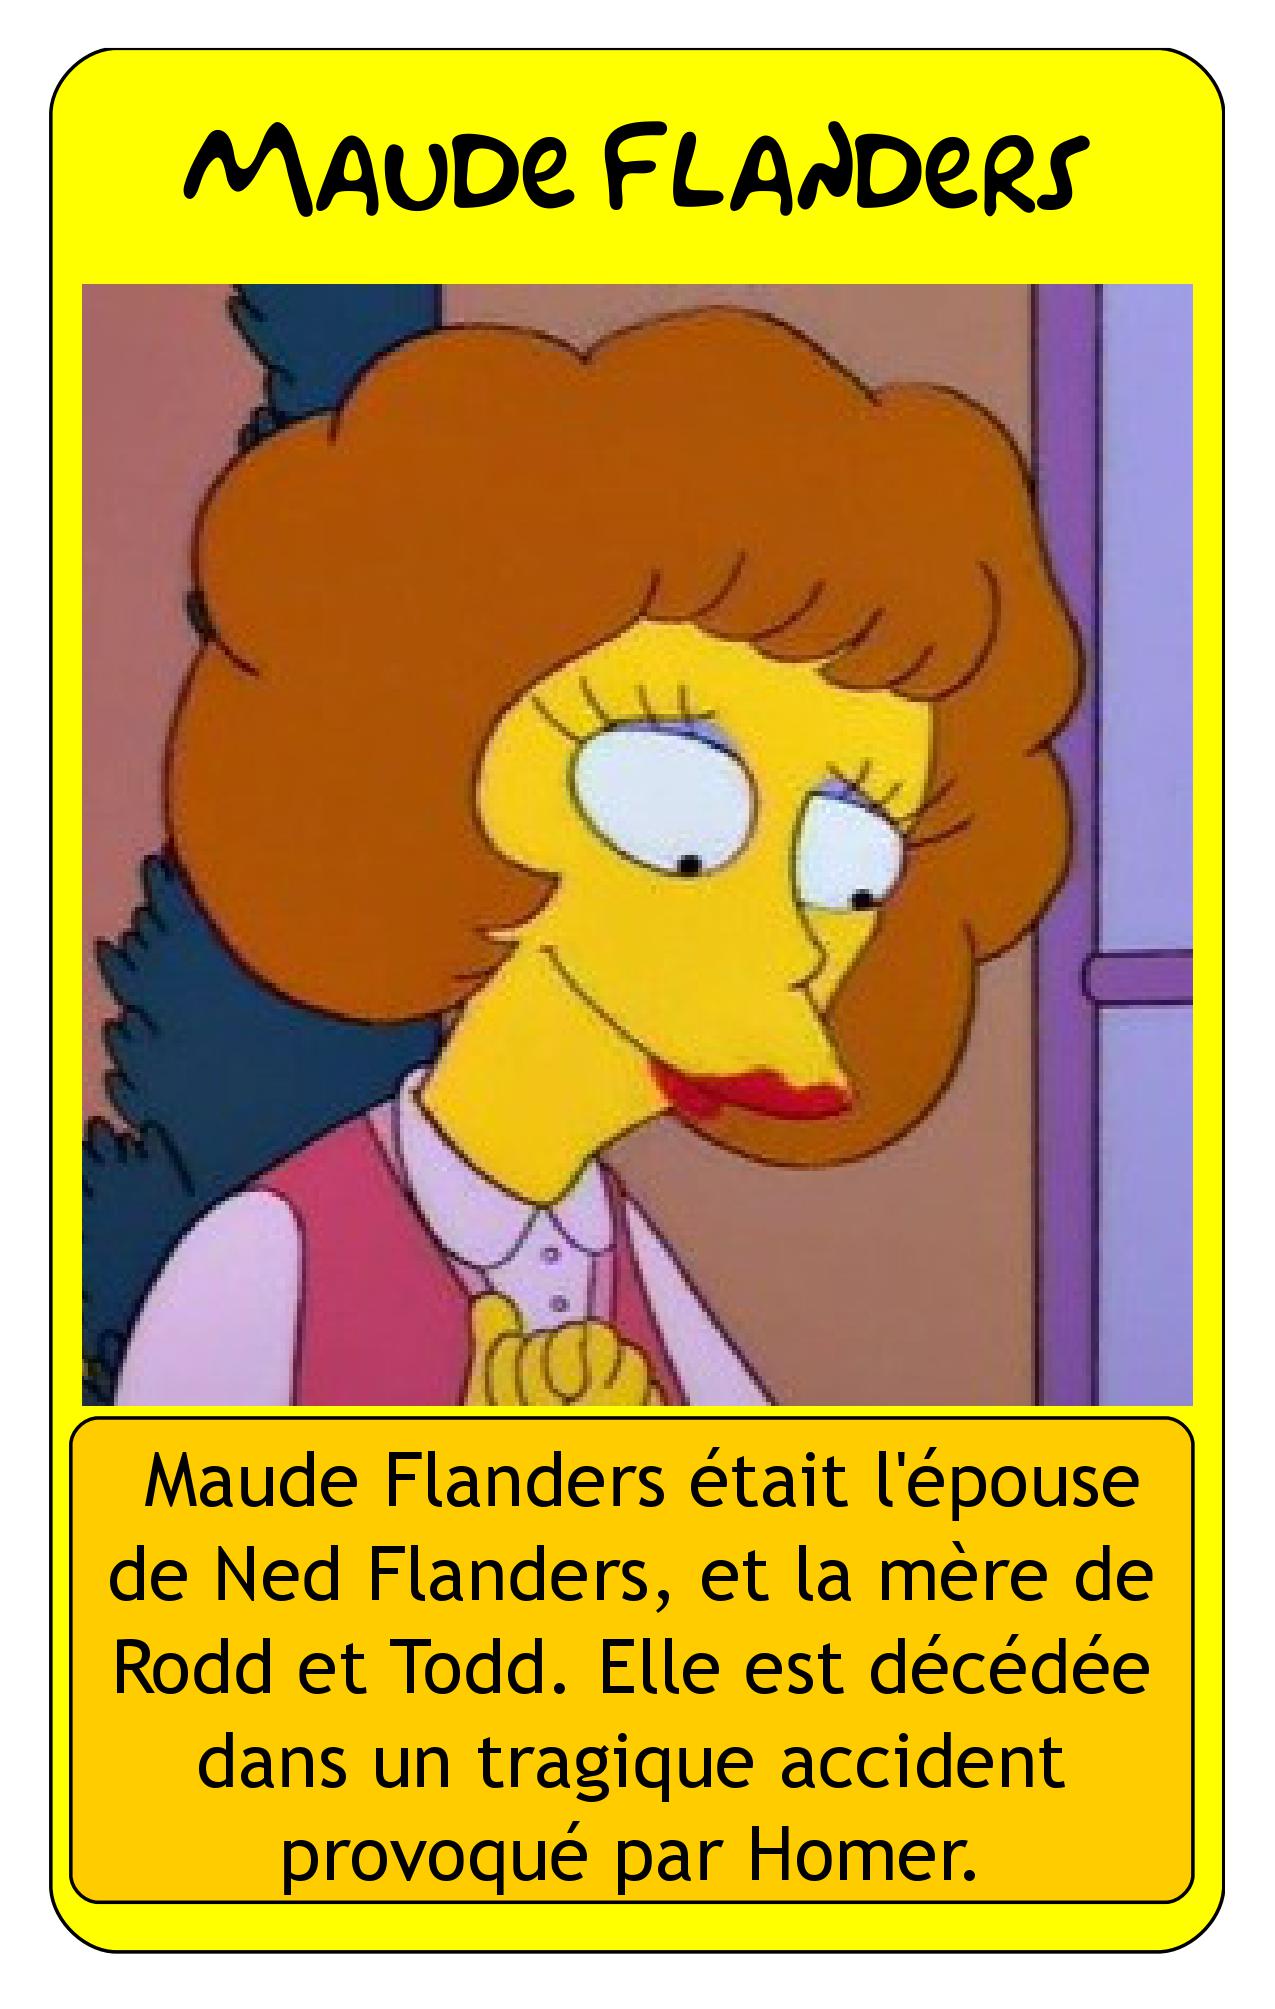 Maude Flanders
Maude Flanders était l'épouse
de Ned Flanders, et la mère de
Rodd et Todd. Elle est décédée
dans un tragique accident
provoqué par Homer.